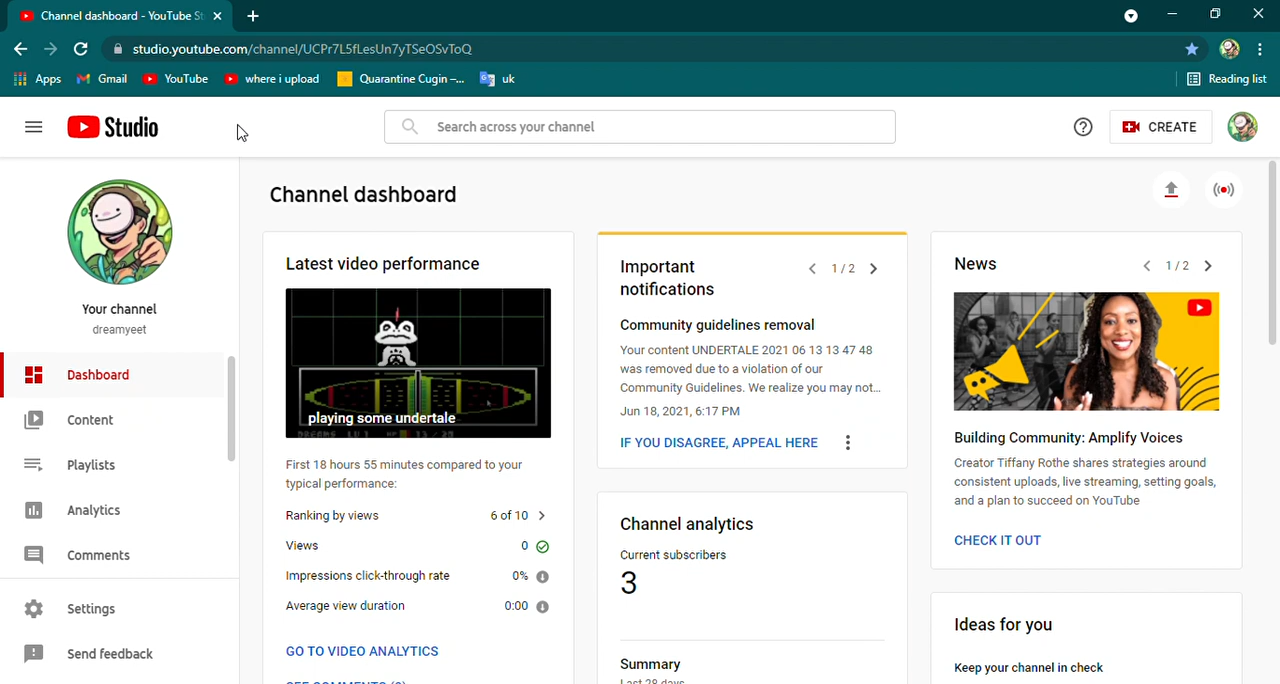 Channel dashboard - YouTube St
studio.youtube.com/channel/UCPr7L5fLesUn7yTSeOSvToQ
Apps Gmail YouTube where i upload Quarantine Cugin –... uk Reading list
Studio
Search across your channel
CREATE
Your channel
dreamyeet
Dashboard
Content
Playlists
Analytics
Comments
Settings
Send feedback
Channel dashboard
Latest video performance
playing some undertale
First 18 hours 55 minutes compared to your
typical performance:
Ranking by views 6 of 10
Views 0
Impressions click-through rate 0%
Average view duration 0:00
GO TO VIDEO ANALYTICS
Important
notifications
1 / 2
Community guidelines removal
Your content UNDERTALE 2021 06 13 13 47 48
was removed due to a violation of our
Community Guidelines. We realize you may not...
Jun 18, 2021, 6:17 PM
IF YOU DISAGREE, APPEAL HERE
Channel analytics
Current subscribers
3
Summary
Last 28 days
News
1 / 2
Building Community: Amplify Voices
Creator Tiffany Rothe shares strategies around
consistent uploads, live streaming, setting goals,
and a plan to succeed on YouTube
CHECK IT OUT
Ideas for you
Keep your channel in check